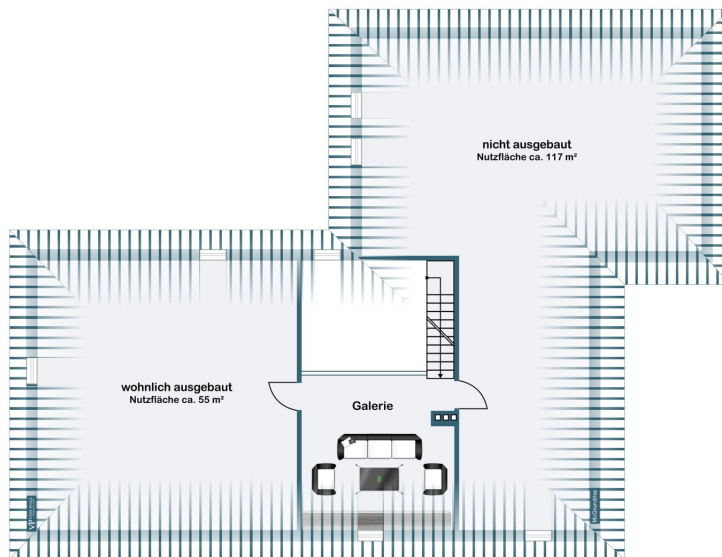 nicht ausgebaut
Nutzfläche ca. 117 m²
wohnlich ausgebaut
Nutzfläche ca. 55 m²
Galerie